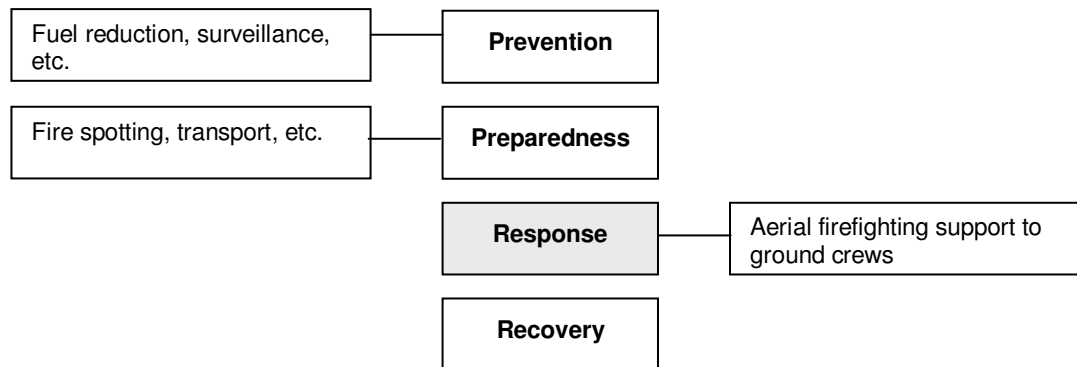 Fuel reduction, surveillance,
etc.
Prevention
Fire spotting, transport, etc.
Preparedness
Response
Aerial firefighting support to
ground crews
Recovery